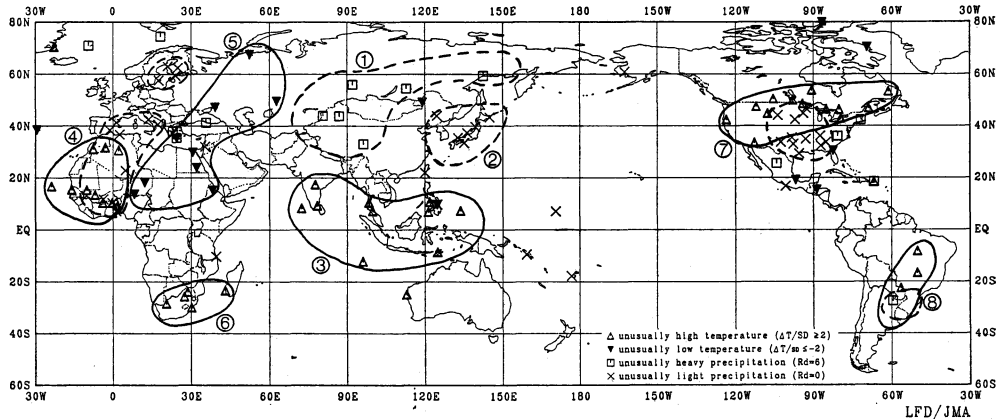 30W 0 30E 60E 90E 120E 150E 180 150W 120W 90W 60W 30W
80N 80N
60N 60N
40N 40N
20N 20N
EQ EQ
20S 20S
40S 40S
60S 60S
⑤ ①
④ ② ⑦
③
⑥ ⑧
△ unusually high temperature (ΔT/SD ≥2)
▼ unusually low temperature (ΔT/SD ≤-2)
□ unusually heavy precipitation (Rd=6)
× unusually light precipitation (Rd=0)
30W 0 30E 60E 90E 120E 150E 180 150W 120W 90W 60W 30W
LFD/JMA